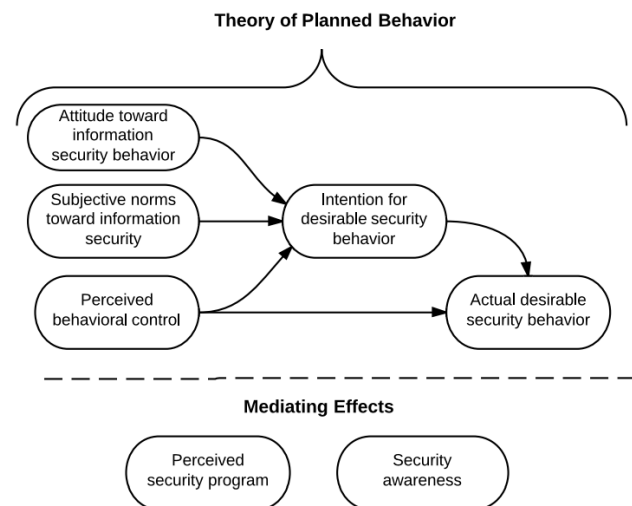 Theory of Planned Behavior
Attitude toward
information
security behavior
Subjective norms
toward information
security
Intention for
desirable security
behavior
Perceived
behavioral control
Actual desirable
security behavior
Mediating Effects
Perceived
security program
Security
awareness